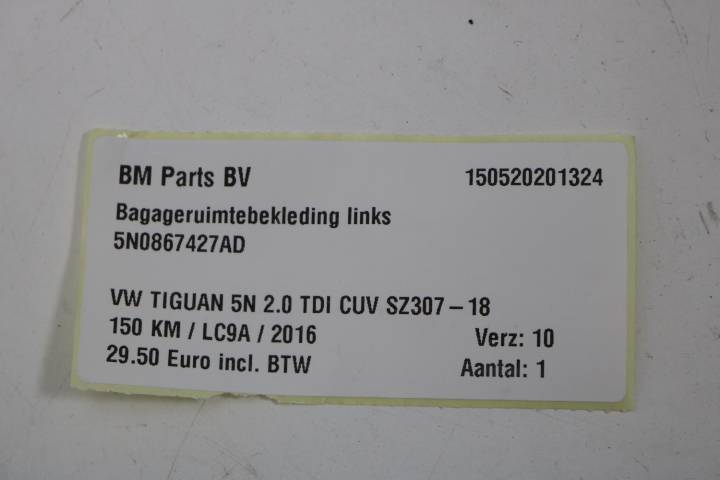 BM Parts BV 150520201324
Bagageruimtebekleding links
5N0867427AD
VW TIGUAN 5N 2.0 TDI CUV SZ307-18
150 KM / LC9A / 2016 Verz: 10
29.50 Euro incl. BTW Aantal: 1